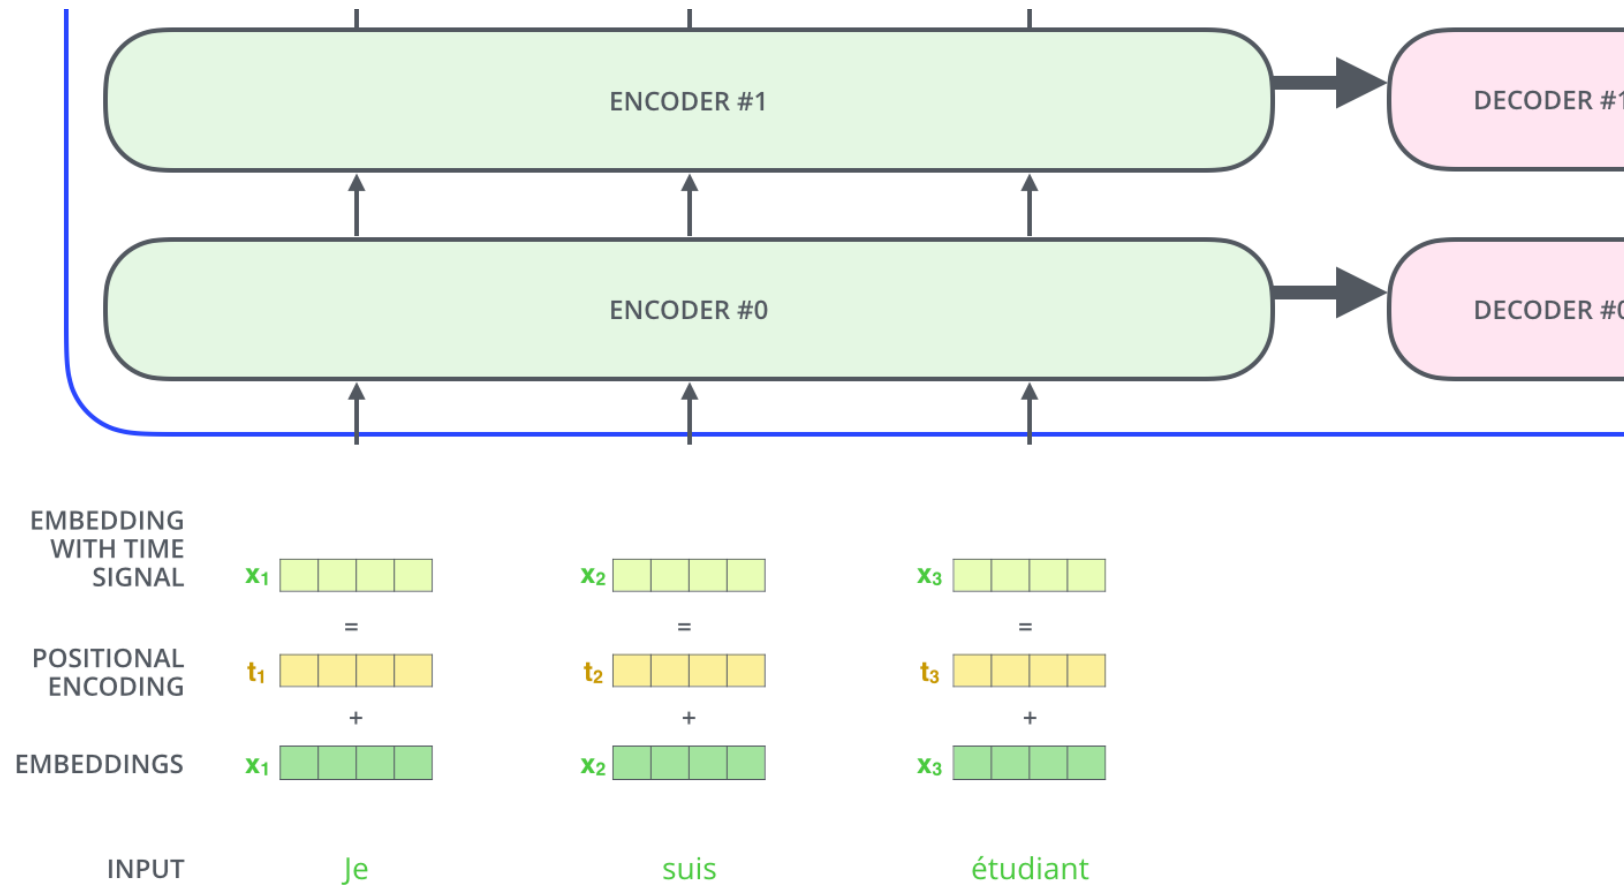 ENCODER #1
DECODER #1
ENCODER #0
DECODER #0
EMBEDDING
WITH TIME
SIGNAL
x₁ x₂ x₃
= = =
POSITIONAL
ENCODING
t₁ t₂ t₃
+ + +
EMBEDDINGS x₁ x₂ x₃
INPUT Je suis étudiant